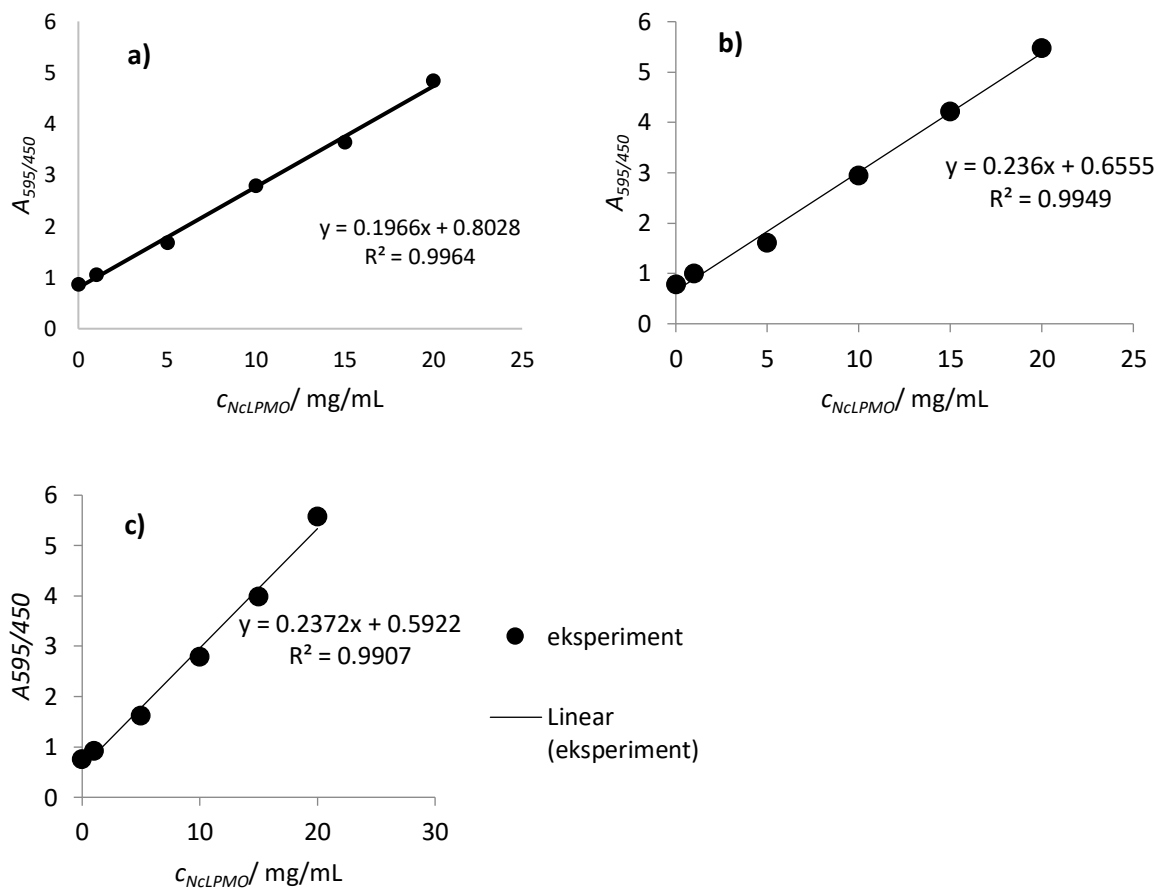 a)
6
5
4
3
2
1
0
A595/450
y = 0.1966x + 0.8028
R² = 0.9964
0 5 10 15 20 25
cNcLPMO/ mg/mL
b)
6
5
4
3
2
1
0
A595/450
y = 0.236x + 0.6555
R² = 0.9949
0 5 10 15 20 25
cNcLPMO/ mg/mL
c)
6
5
4
3
2
1
0
A595/450
y = 0.2372x + 0.5922
R² = 0.9907
0 10 20 30
cNcLPMO/ mg/mL
eksperiment
Linear
(eksperiment)